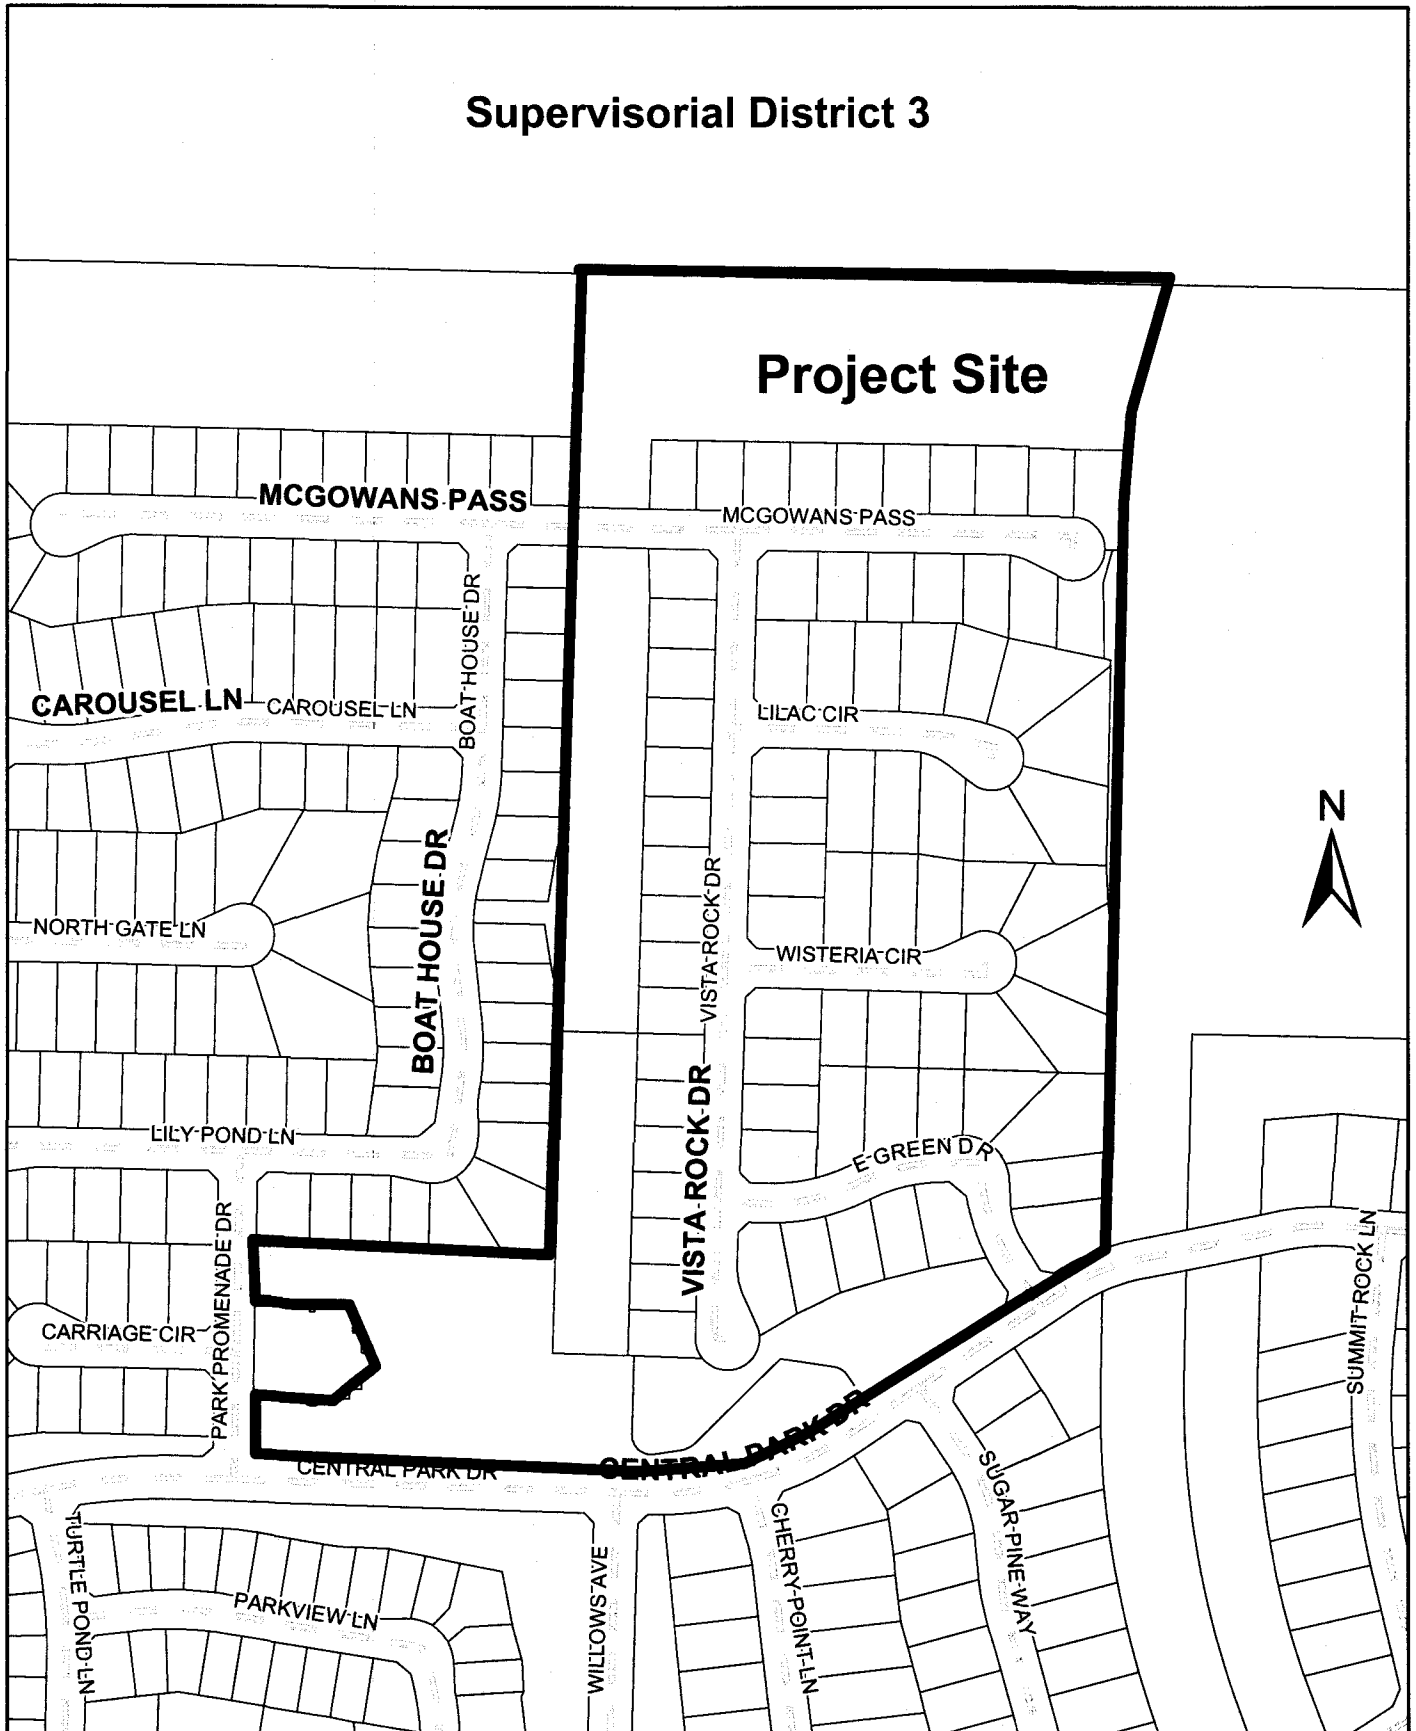 Supervisorial District 3
Project Site
MCGOWANS PASS
MCGOWANS PASS
BOAT HOUSE DR
CAROUSEL LN
CAROUSEL LN
LILAC CIR
N
BOAT HOUSE DR
VISTA ROCK DR
NORTH GATE LN
WISTERIA CIR
VISTA ROCK DR
LILY POND LN
E GREEN DR
PARK PROMENADE DR
SUMMIT ROCK LN
CARRIAGE CIR
CENTRAL PARK DR
CENTRAL PARK DR
SUGAR PINE WAY
CHERRY POINT LN
TURTLE POND LN
WILLOWS AVE
PARKVIEW LN